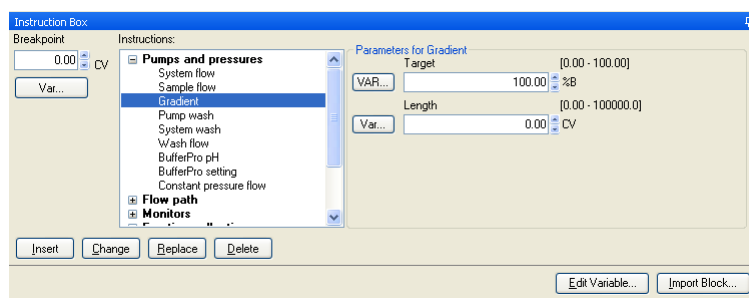 Instruction Box
Breakpoint
0.00 CV
Var...
Instructions:
Pumps and pressures
System flow
Sample flow
Gradient
Pump wash
System wash
Wash flow
BufferPro pH
BufferPro setting
Constant pressure flow
Flow path
Monitors
Parameters for Gradient
Target [0.00 - 100.00]
VAR... 100.00 %B
Length [0.00 - 100000.0]
Var... 0.00 CV
Insert Change Replace Delete
Edit Variable... Import Block...